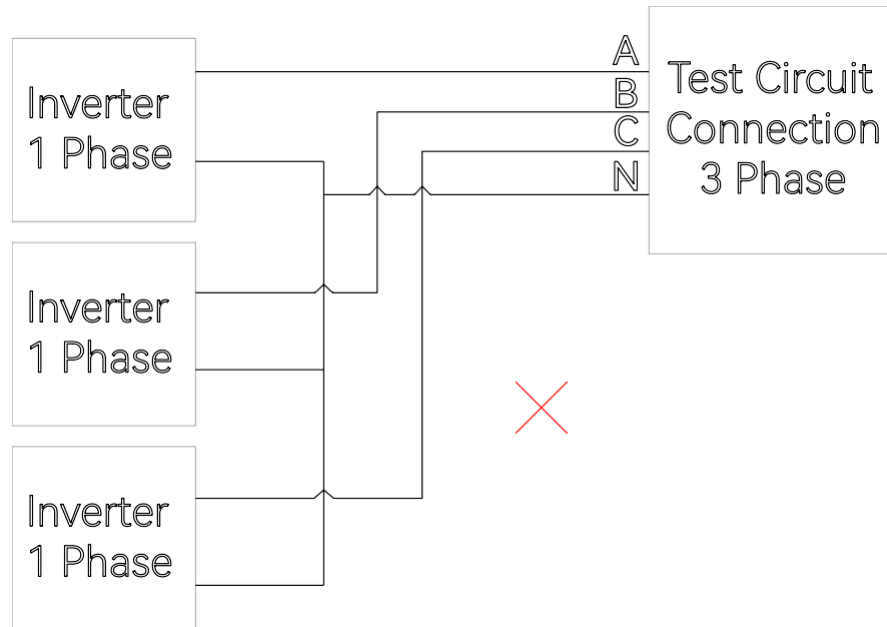 Inverter
1 Phase
A
B
C
N
Test Circuit
Connection
3 Phase
Inverter
1 Phase
Inverter
1 Phase